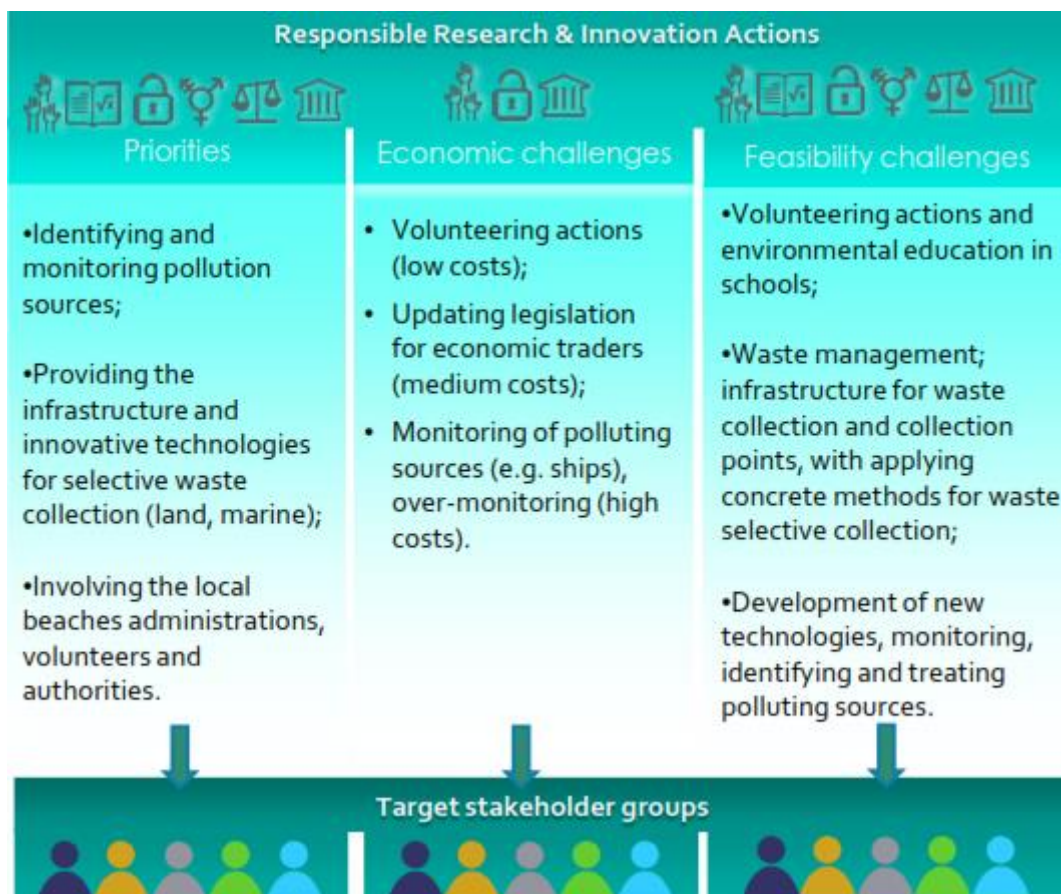 Responsible Research & Innovation Actions
Priorities
•Identifying and
monitoring pollution
sources;
•Providing the
infrastructure and
innovative technologies
for selective waste
collection (land, marine);
•Involving the local
beaches administrations,
volunteers and
authorities.
Economic challenges
• Volunteering actions
(low costs);
• Updating legislation
for economic traders
(medium costs);
• Monitoring of polluting
sources (e.g. ships),
over-monitoring (high
costs).
Feasibility challenges
•Volunteering actions and
environmental education in
schools;
•Waste management;
infrastructure for waste
collection and collection
points, with applying
concrete methods for waste
selective collection;
•Development of new
technologies, monitoring,
identifying and treating
polluting sources.
Target stakeholder groups